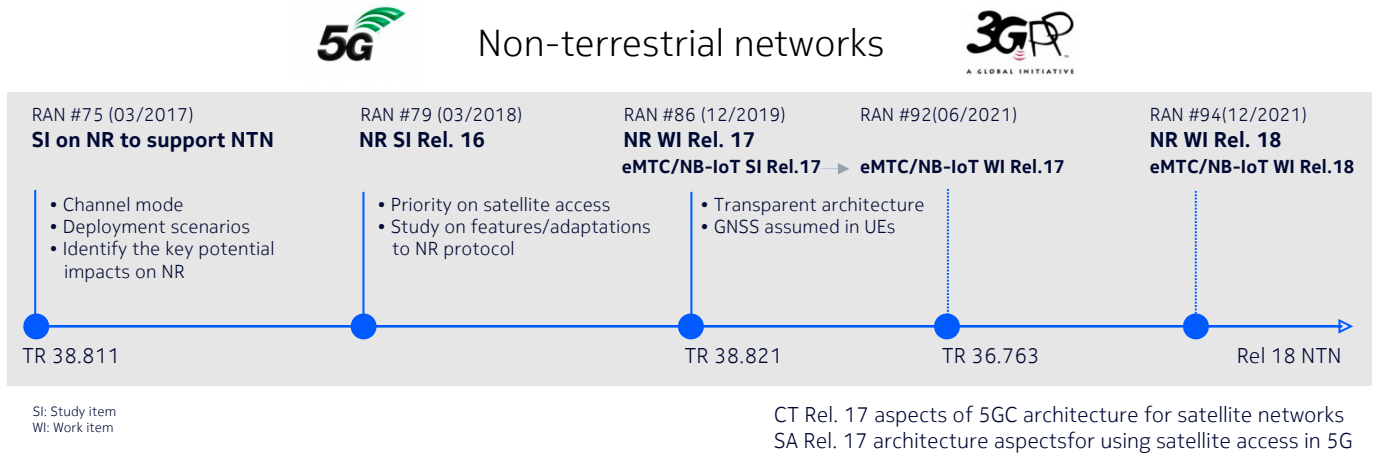 5G
Non-terrestrial networks
3GPP
A GLOBAL INITIATIVE
RAN #75 (03/2017)
SI on NR to support NTN
• Channel mode
• Deployment scenarios
• Identify the key potential
impacts on NR
TR 38.811
RAN #79 (03/2018)
NR SI Rel. 16
• Priority on satellite access
• Study on features/adaptations
to NR protocol
RAN #86 (12/2019)
NR WI Rel. 17
eMTC/NB-IoT SI Rel.17
• Transparent architecture
• GNSS assumed in UEs
TR 38.821
RAN #92(06/2021)
eMTC/NB-IoT WI Rel.17
TR 36.763
RAN #94(12/2021)
NR WI Rel. 18
eMTC/NB-IoT WI Rel.18
Rel 18 NTN
SI: Study item
WI: Work item
CT Rel. 17 aspects of 5GC architecture for satellite networks
SA Rel. 17 architecture aspectsfor using satellite access in 5G